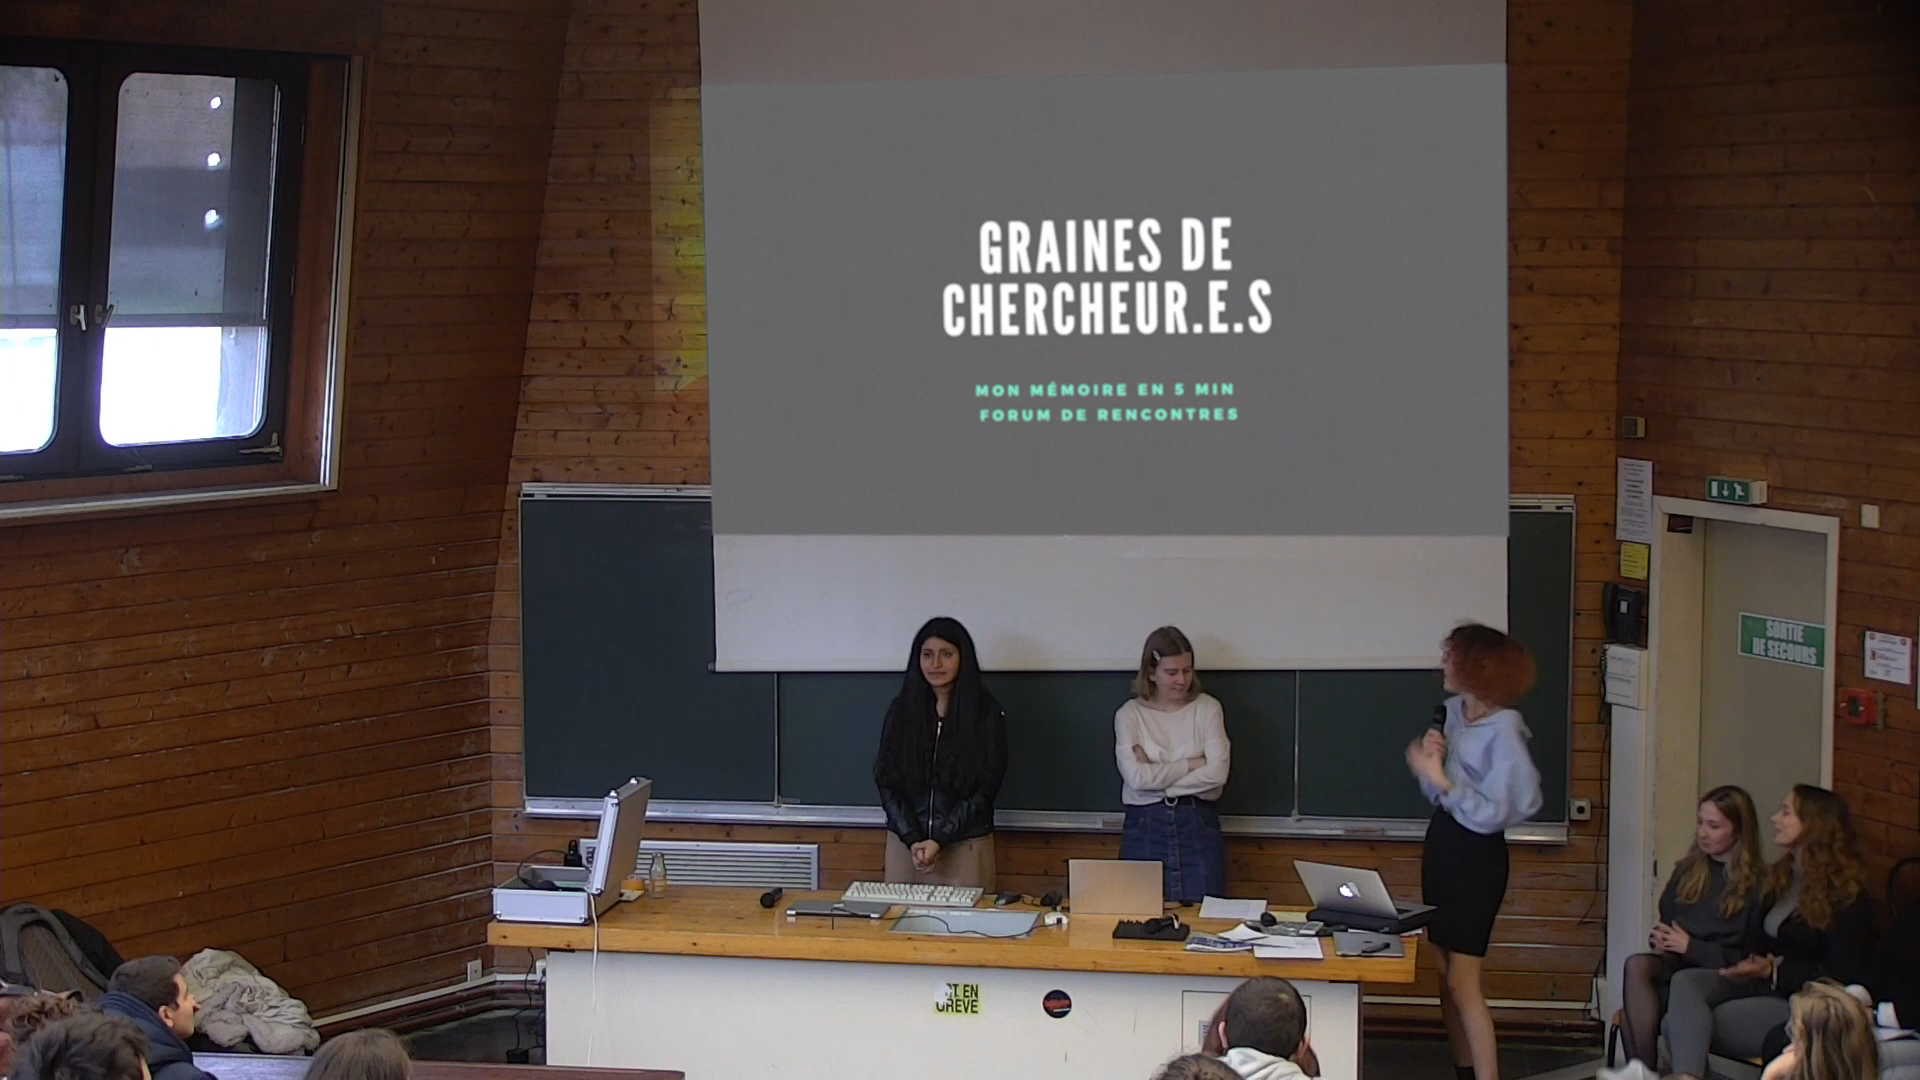 GRAINES DE
CHERCHEUR.E.S
MON MÉMOIRE EN 5 MIN
FORUM DE RENCONTRES
SORTIE
DE SECOURS
EN
GREVE